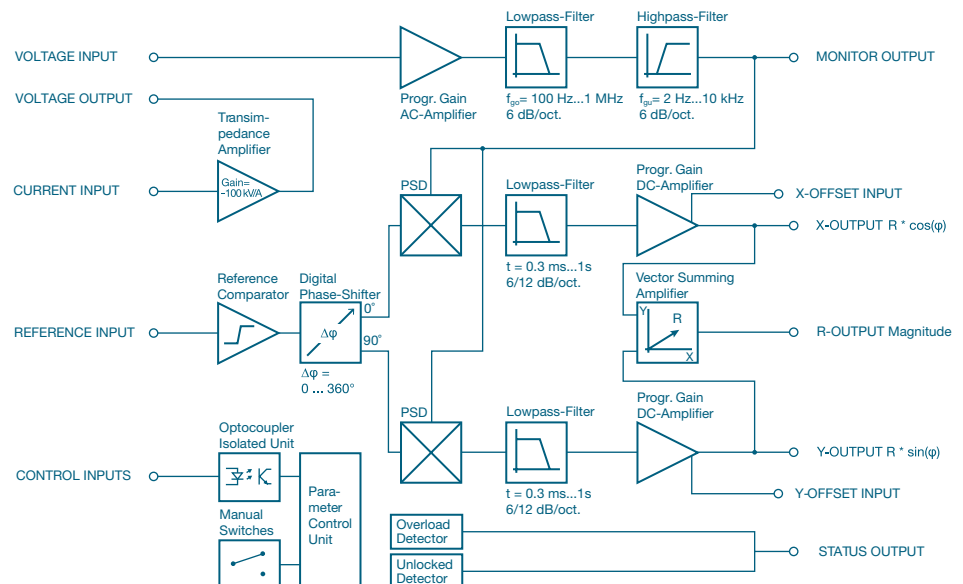 Lowpass-Filter
Highpass-Filter
VOLTAGE INPUT
MONITOR OUTPUT
Progr. Gain
AC-Amplifier
fgo= 100 Hz...1 MHz
6 dB/oct.
fgu= 2 Hz...10 kHz
6 dB/oct.
VOLTAGE OUTPUT
Transim-
pedance
Amplifier
CURRENT INPUT
Gain=
–100 kV/A
PSD
Lowpass-Filter
t = 0.3 ms...1s
6/12 dB/oct.
Progr. Gain
DC-Amplifier
X-OFFSET INPUT
X-OUTPUT R * cos(φ)
Reference
Comparator
Digital
Phase-Shifter
0°
Δφ
90°
Δφ =
0 ... 360°
REFERENCE INPUT
Vector Summing
Amplifier
Y
R
X
R-OUTPUT Magnitude
PSD
Lowpass-Filter
t = 0.3 ms...1s
6/12 dB/oct.
Progr. Gain
DC-Amplifier
Y-OUTPUT R * sin(φ)
Y-OFFSET INPUT
Optocoupler
Isolated Unit
CONTROL INPUTS
Manual
Switches
Para-
meter
Control
Unit
Overload
Detector
Unlocked
Detector
STATUS OUTPUT